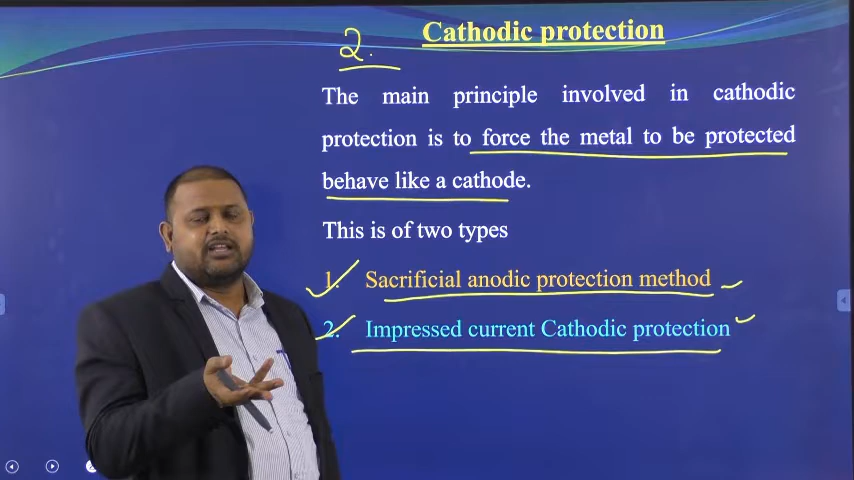 Cathodic protection
2.
The main principle involved in cathodic
protection is to force the metal to be protected
behave like a cathode.
This is of two types
1. Sacrificial anodic protection method
2. Impressed current Cathodic protection